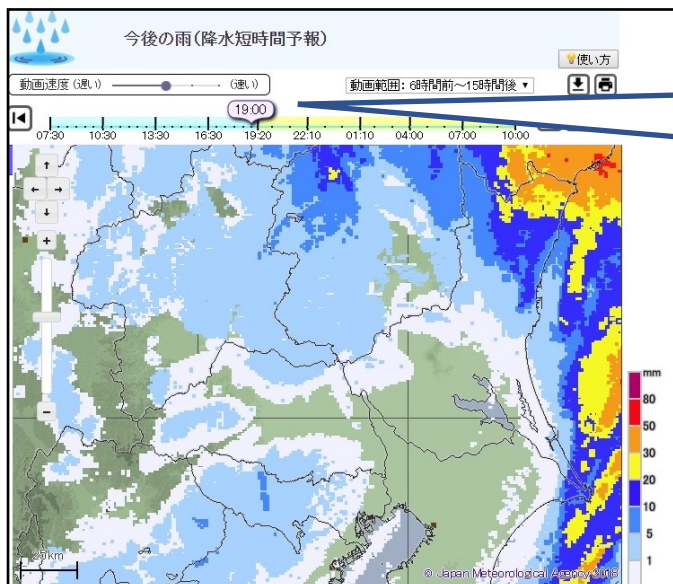 今後の雨(降水短時間予報)
使い方
動画速度 (遅い) (速い)
動画範囲: 6時間前～15時間後 ▼
19:00
07:30 10:30 13:30 16:30 19:20 22:10 01:10 04:00 07:00 10:00
mm
80
50
30
20
10
5
1
20km
© Japan Meteorological Agency 2018